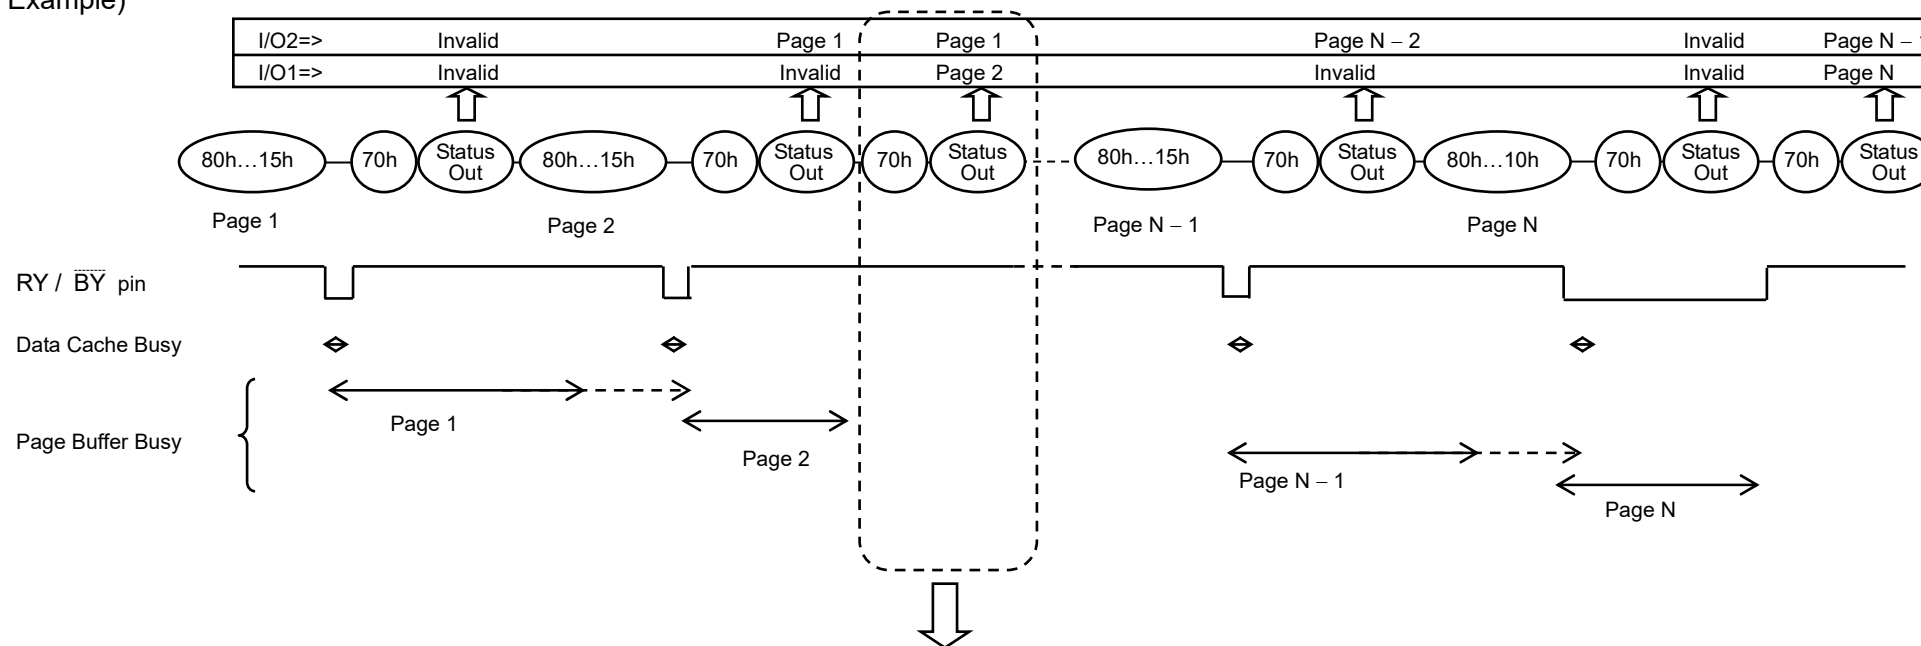 Example)
I/O2=> Invalid Page 1 Page 1 Page N – 2 Invalid Page N –
I/O1=> Invalid Invalid Page 2 Invalid Invalid Page N
80h…15h 70h Status Out 80h…15h 70h Status Out 70h Status Out 80h…15h 70h Status Out 80h…10h 70h Status Out 70h Status Out
Page 1 Page 2 Page N – 1 Page N
RY / BY pin
Data Cache Busy
Page 1
Page Buffer Busy
Page 2
Page N – 1
Page N